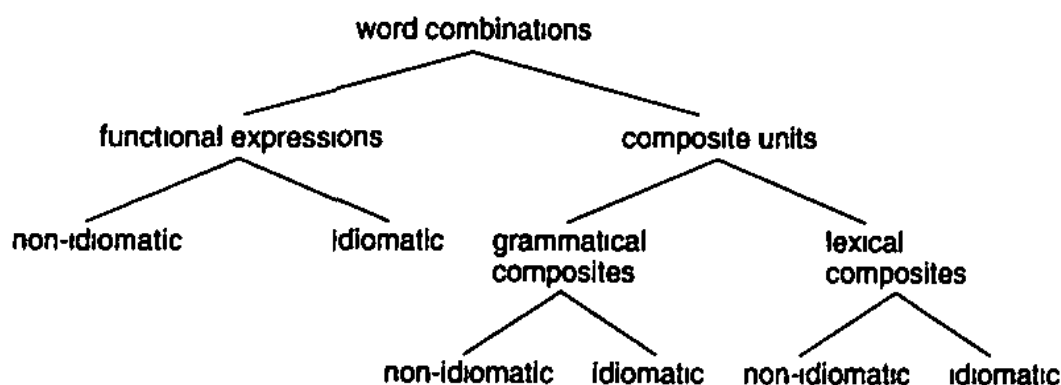 word combinations
functional expressions composite units
non-idiomatic idiomatic grammatical lexical
composites composites
non-idiomatic idiomatic non-idiomatic idiomatic